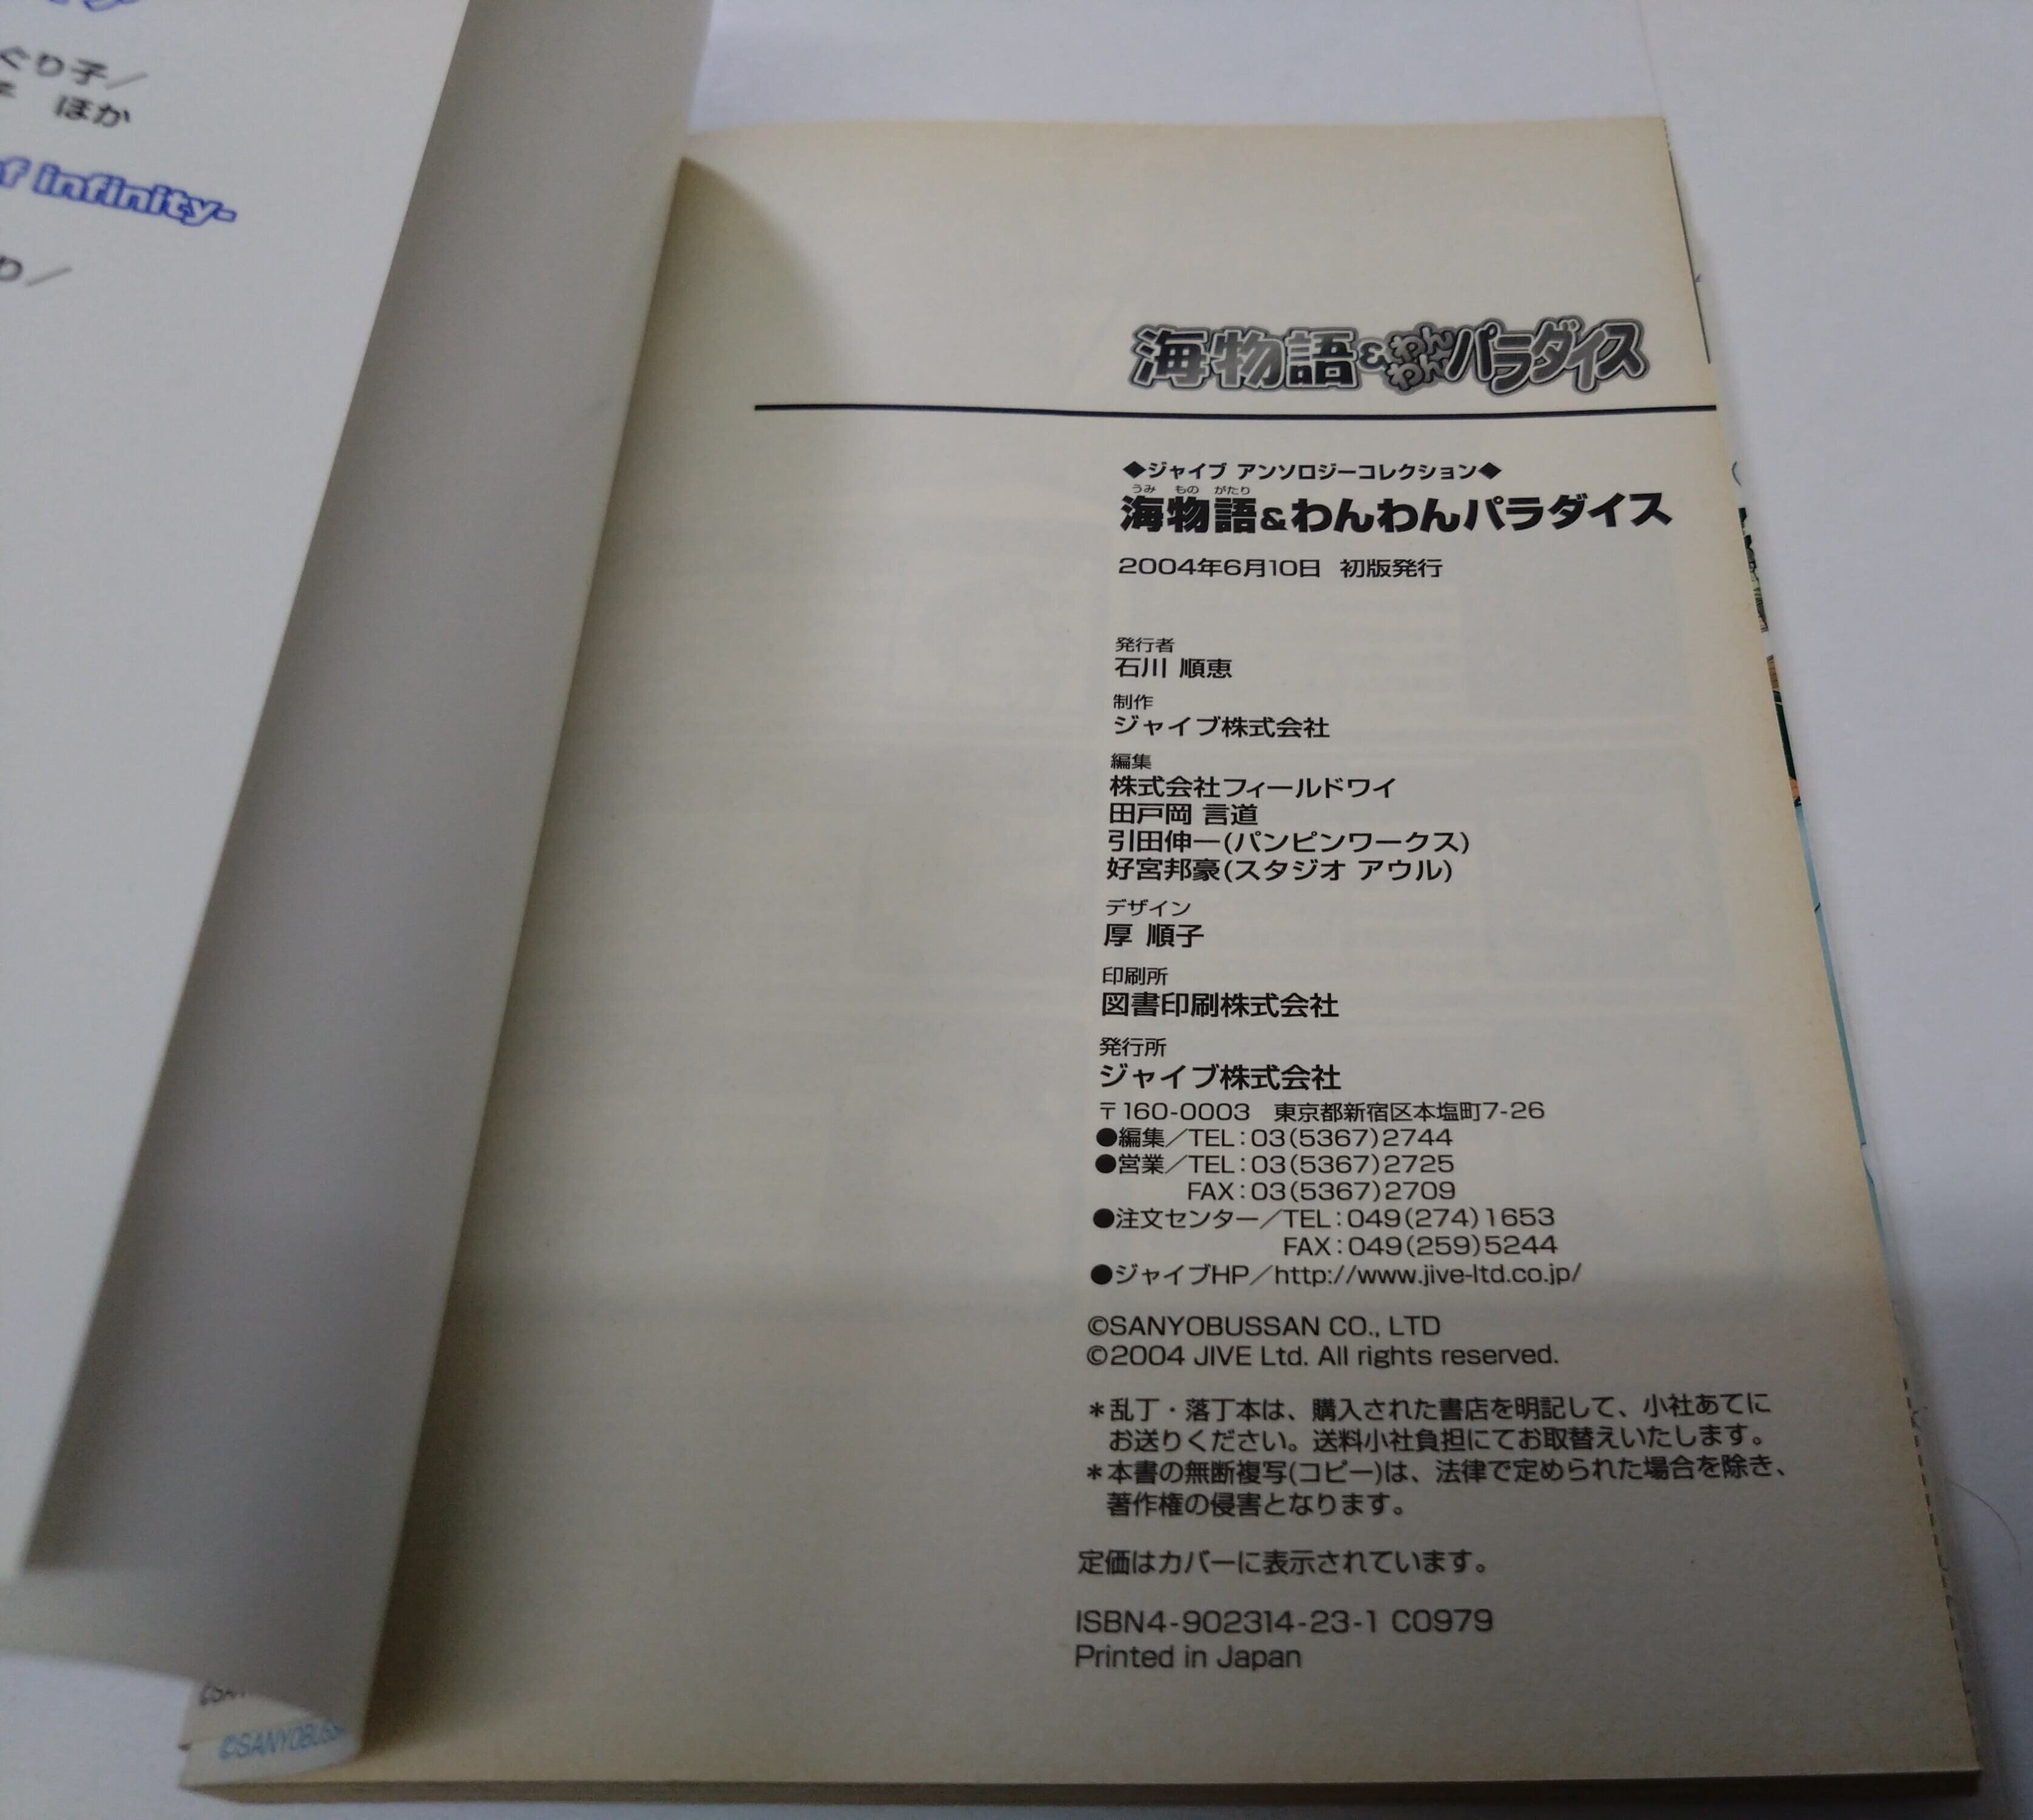 ぐり子／
ほか
f infinity-
り／
海物語&わんわんパラダイス
◆ジャイブ アンソロジーコレクション◆
うみ もの がたり
海物語&わんわんパラダイス
2004年6月10日 初版発行
発行者
石川 順恵
制作
ジャイブ株式会社
編集
株式会社フィールドワイ
田戸岡 言道
引田伸一(パンピンワークス)
好宮邦豪(スタジオ アウル)
デザイン
厚 順子
印刷所
図書印刷株式会社
発行所
ジャイブ株式会社
〒160-0003 東京都新宿区本塩町7-26
●編集／TEL:03(5367)2744
●営業／TEL:03(5367)2725
FAX:03(5367)2709
●注文センター／TEL:049(274)1653
FAX:049(259)5244
●ジャイブHP／http://www.jive-ltd.co.jp/
©SANYOBUSSAN CO., LTD
©2004 JIVE Ltd. All rights reserved.
＊乱丁・落丁本は、購入された書店を明記して、小社あてに
お送りください。送料小社負担にてお取替えいたします。
＊本書の無断複写(コピー)は、法律で定められた場合を除き、
著作権の侵害となります。
定価はカバーに表示されています。
ISBN4-902314-23-1 C0979
Printed in Japan
©SANYOBUSS